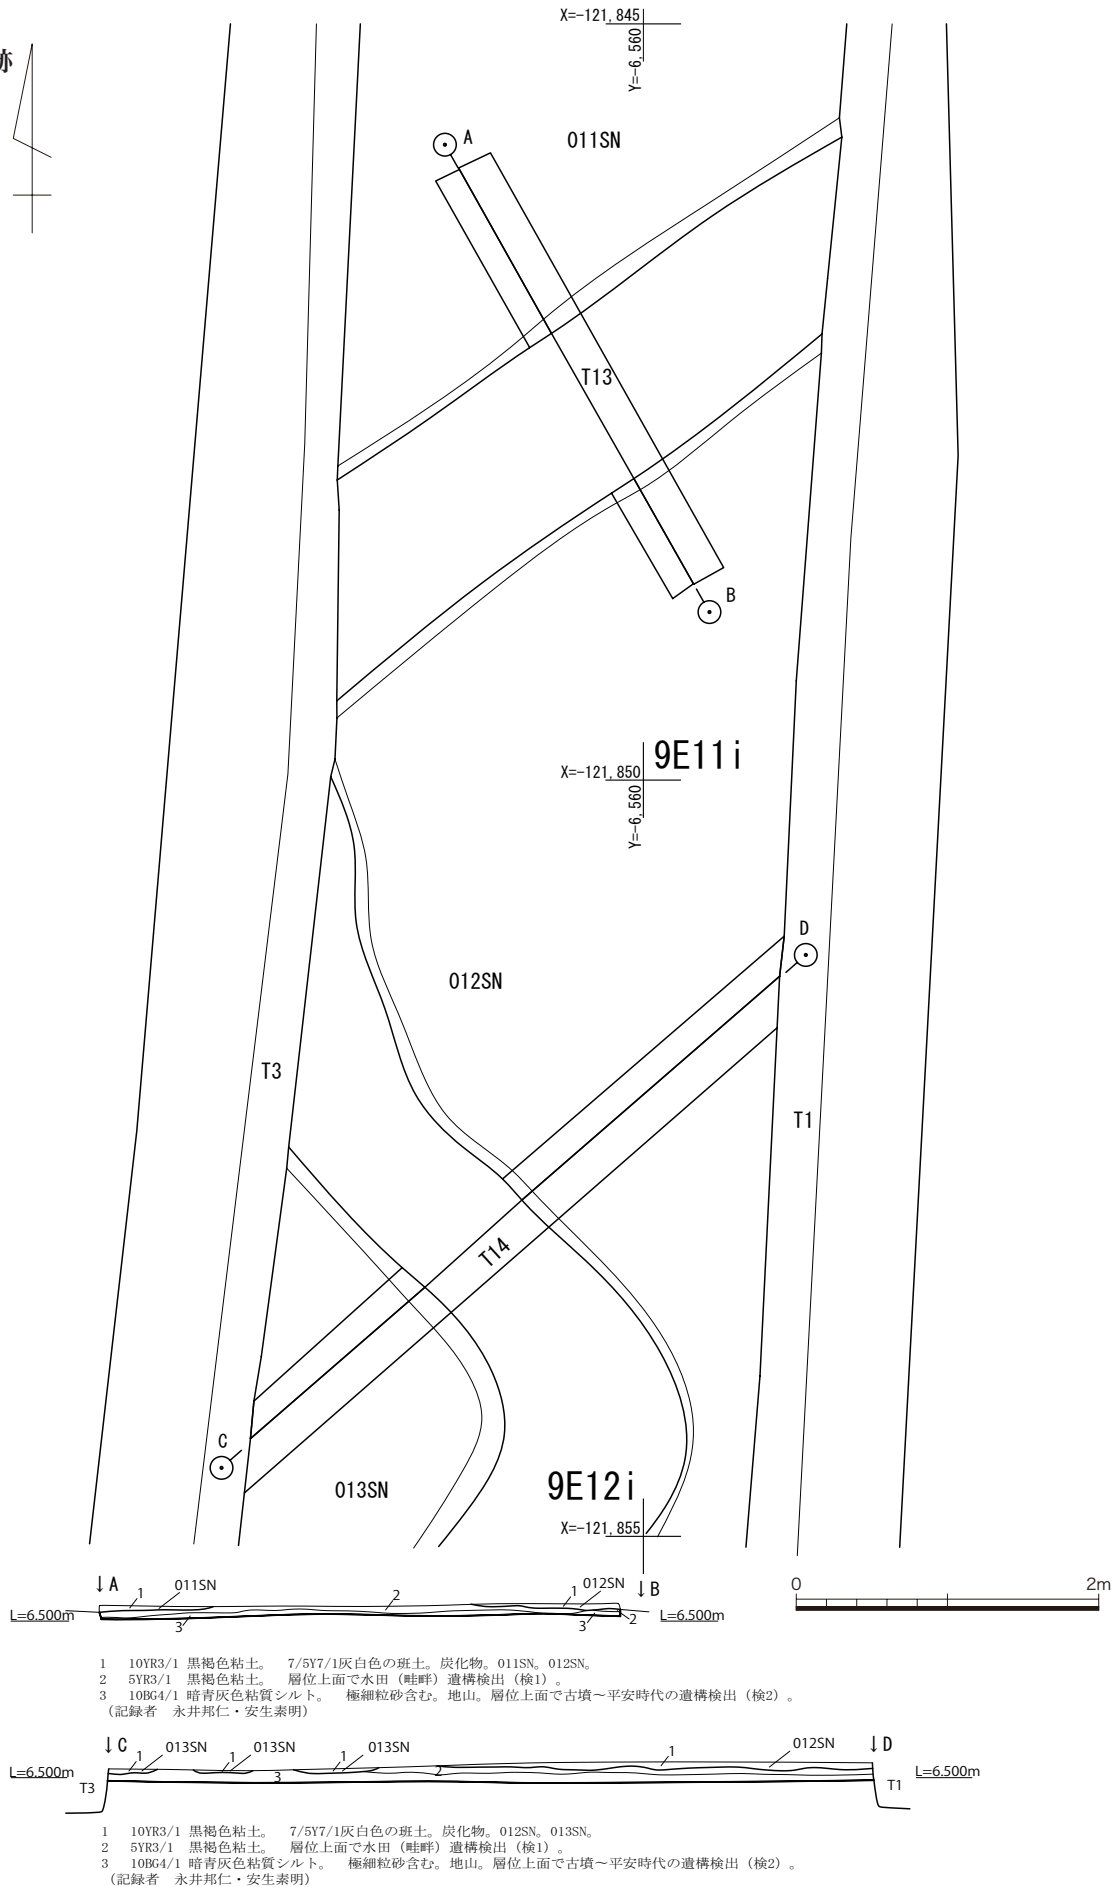 X=-121,845
Y=-6,560
跡
A
011SN
T13
B
9E11i
X=-121,850
Y=-6,560
D
012SN
T3
T1
T14
C
013SN
9E12i
X=-121,855
↓A
1
011SN
2
1
012SN
↓B
L=6.500m
3
3
2
L=6.500m
0
2m
1 10YR3/1 黒褐色粘土。 7/5Y7/1灰白色の斑土。炭化物。011SN。012SN。
2 5YR3/1 黒褐色粘土。 層位上面で水田(畦畔)遺構検出(検1)。
3 10BG4/1 暗青灰色粘質シルト。 極細粒砂含む。地山。層位上面で古墳~平安時代の遺構検出(検2)。
(記録者 永井邦仁・安生素明)
↓C
1
013SN
1
013SN
1
013SN
1
012SN
↓D
L=6.500m
T3
3
2
T1
L=6.500m
1 10YR3/1 黒褐色粘土。 7/5Y7/1灰白色の斑土。炭化物。012SN。013SN。
2 5YR3/1 黒褐色粘土。 層位上面で水田(畦畔)遺構検出(検1)。
3 10BG4/1 暗青灰色粘質シルト。 極細粒砂含む。地山。層位上面で古墳~平安時代の遺構検出(検2)。
(記録者 永井邦仁・安生素明)